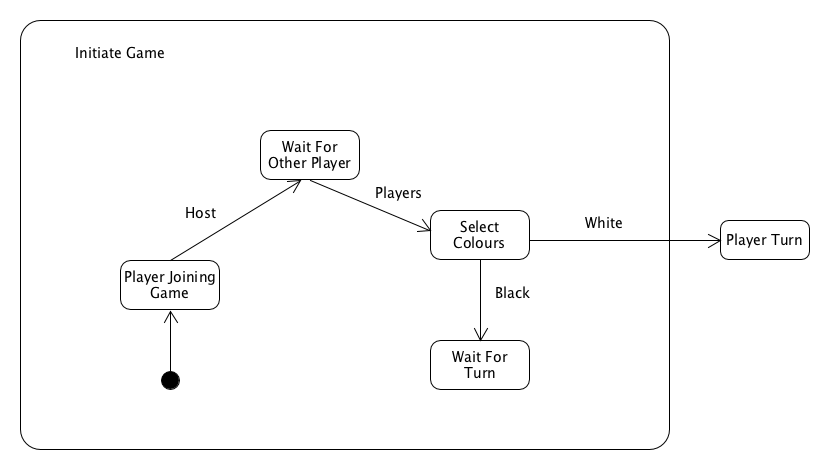 Initiate Game
Wait For
Other Player
Players
Host
Select
Colours
White
Player Turn
Player Joining
Game
Black
Wait For
Turn